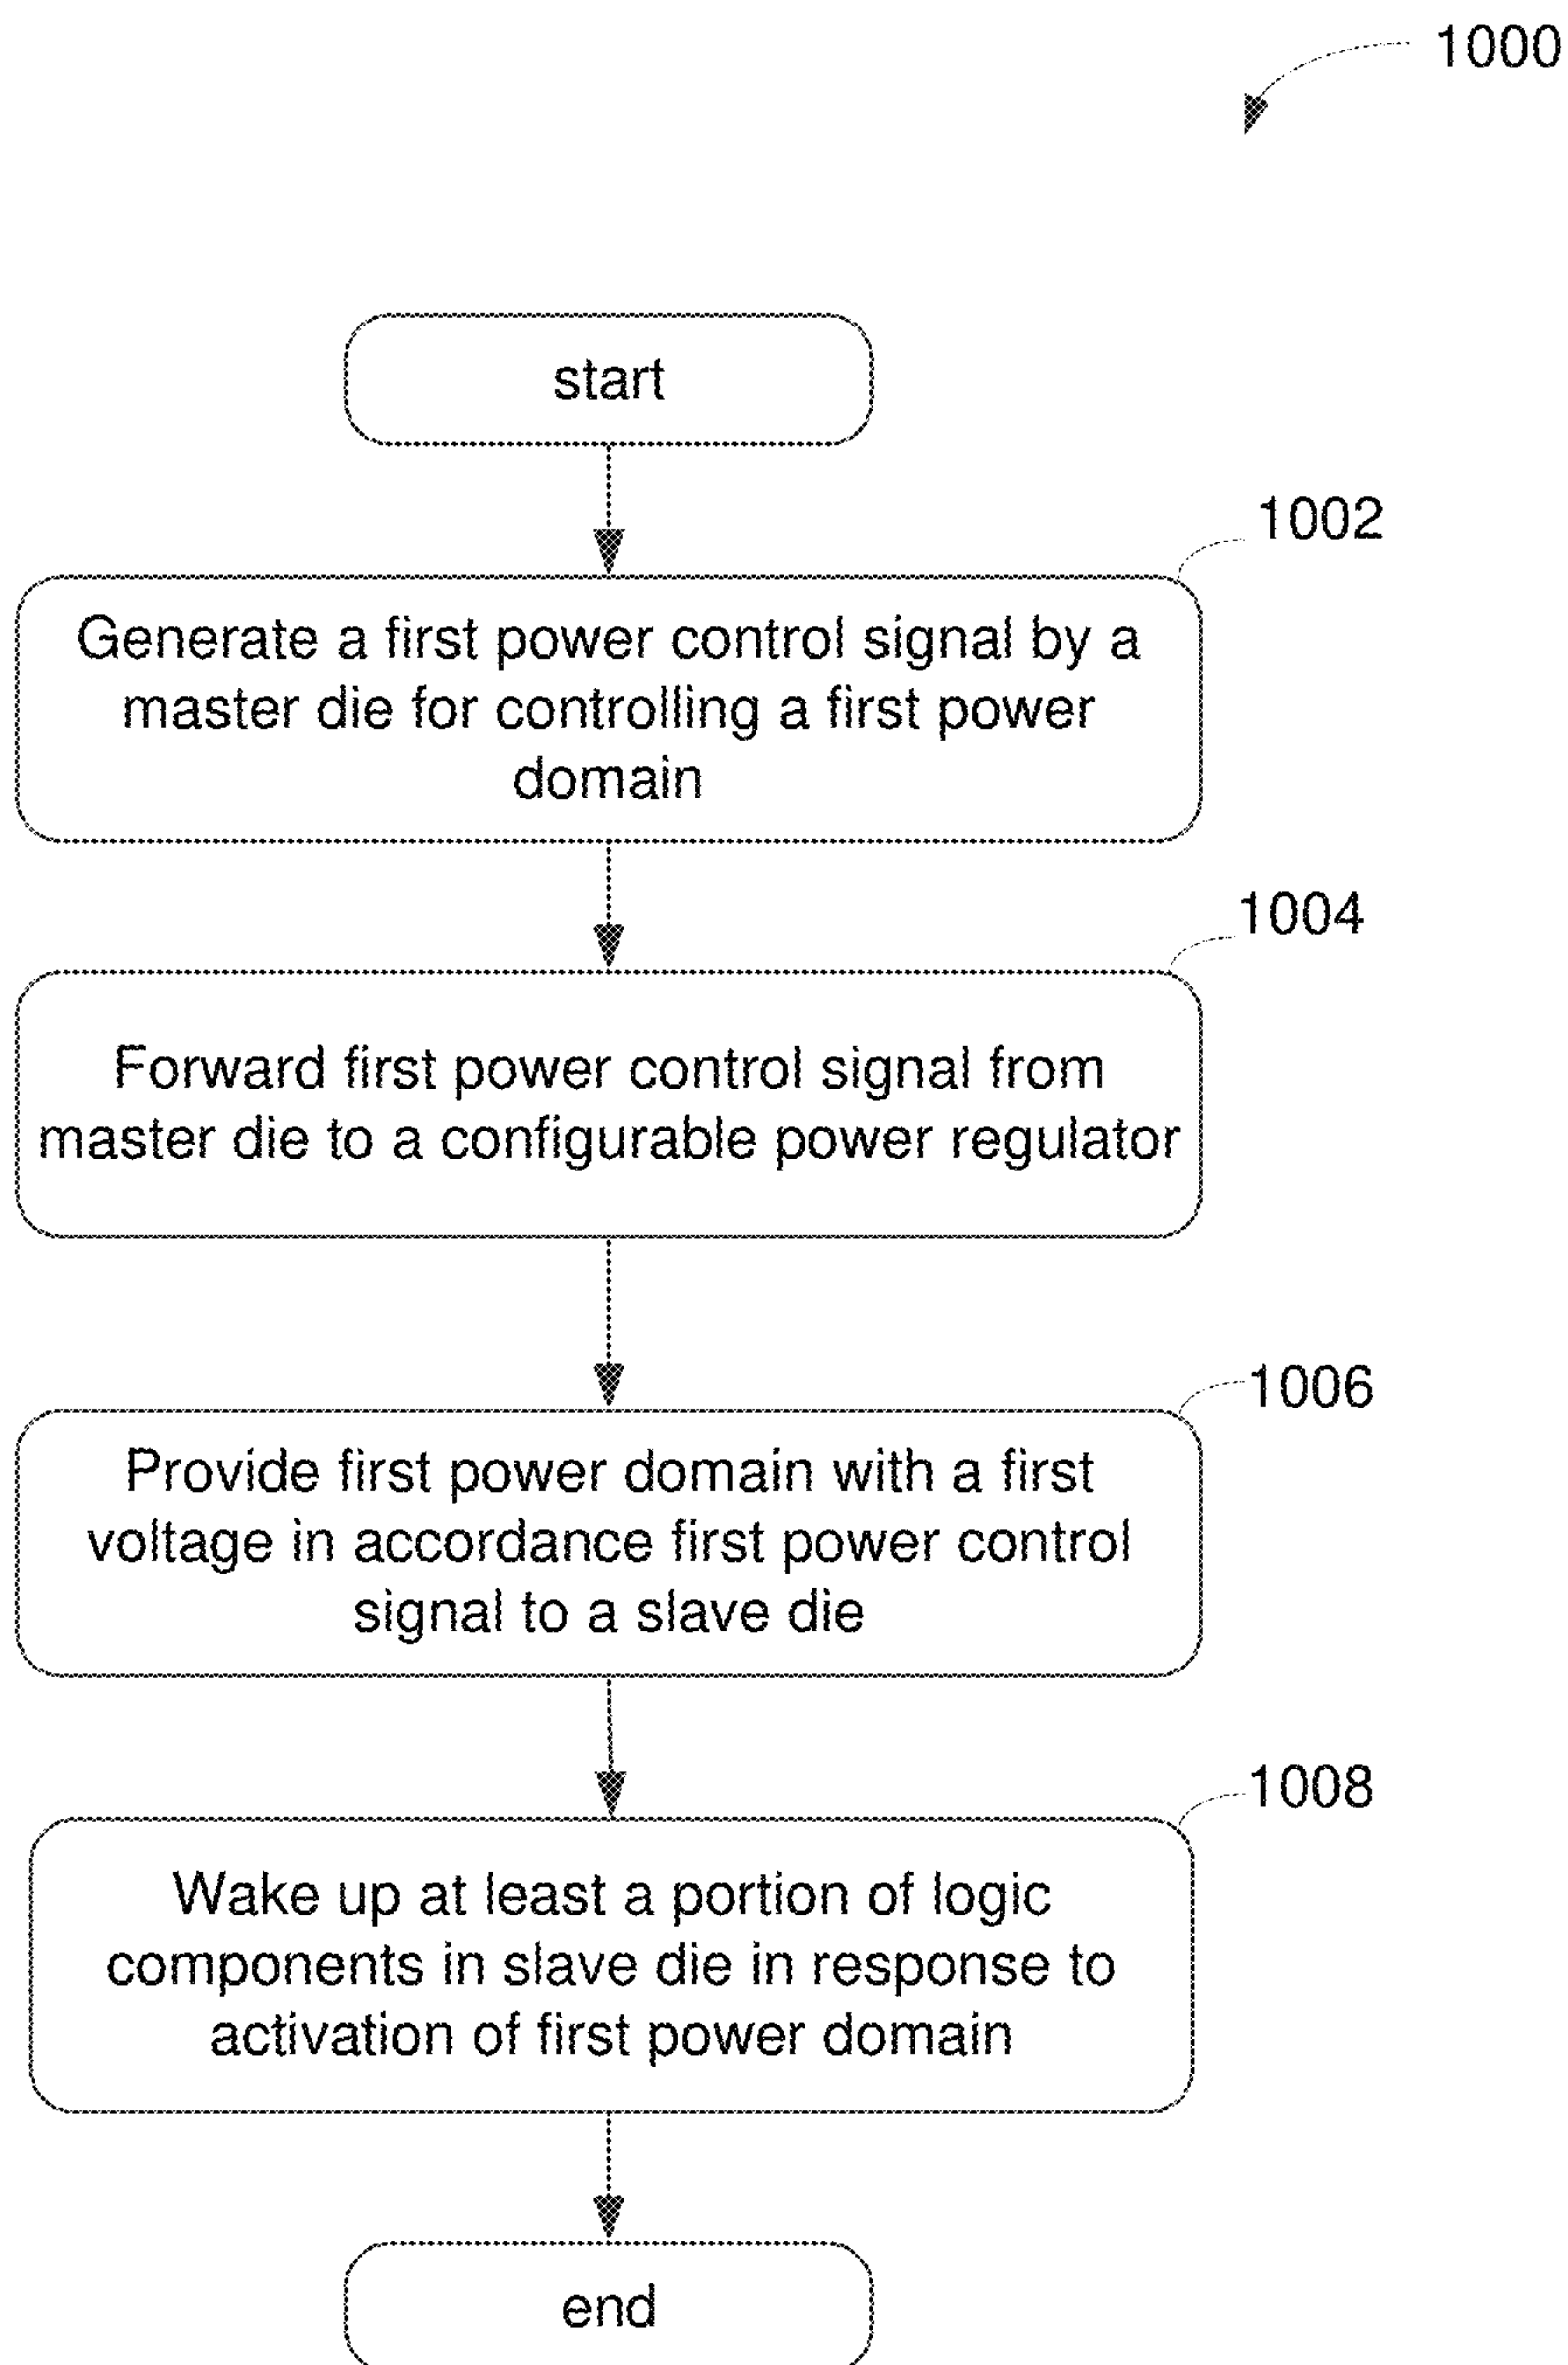 1000
start
1002
Generate a first power control signal by a
master die for controlling a first power
domain
1004
Forward first power control signal from
master die to a configurable power regulator
1006
Provide first power domain with a first
voltage in accordance first power control
signal to a slave die
1008
Wake up at least a portion of logic
components in slave die in response to
activation of first power domain
end